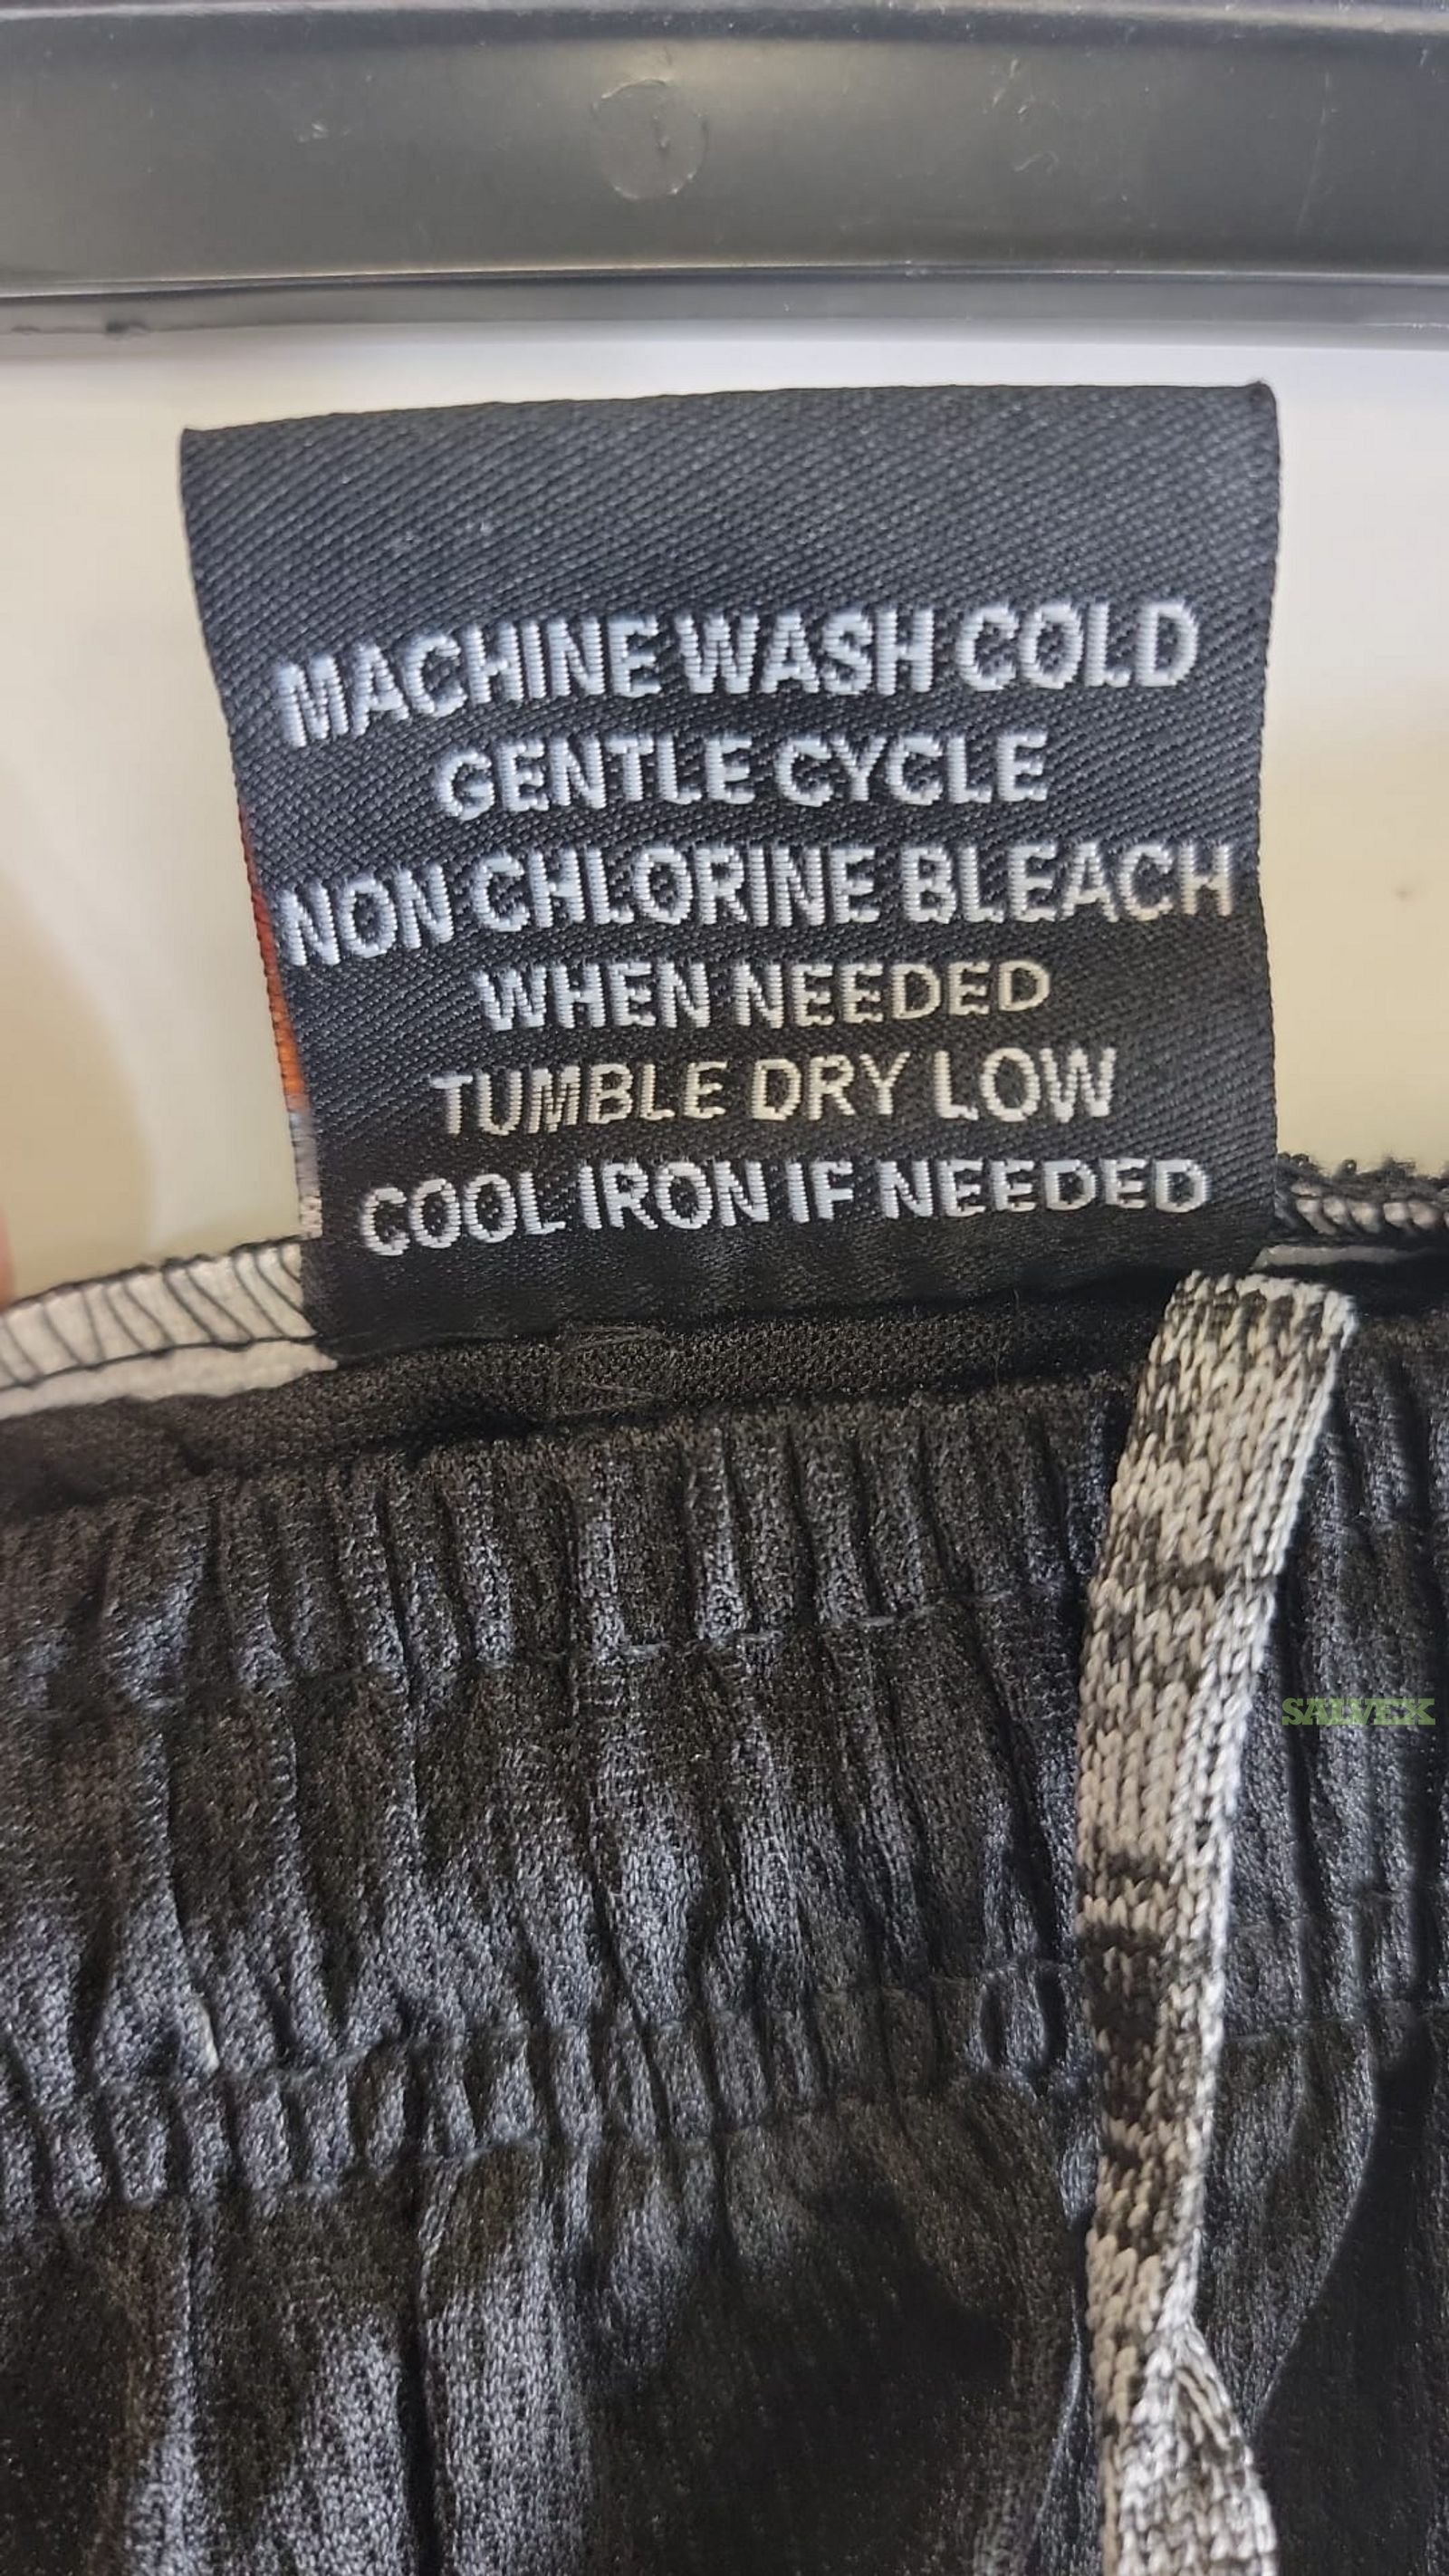 MACHINE WASH COLD
GENTLE CYCLE
NON CHLORINE BLEACH
WHEN NEEDED
TUMBLE DRY LOW
COOL IRON IF NEEDED
SALVEX